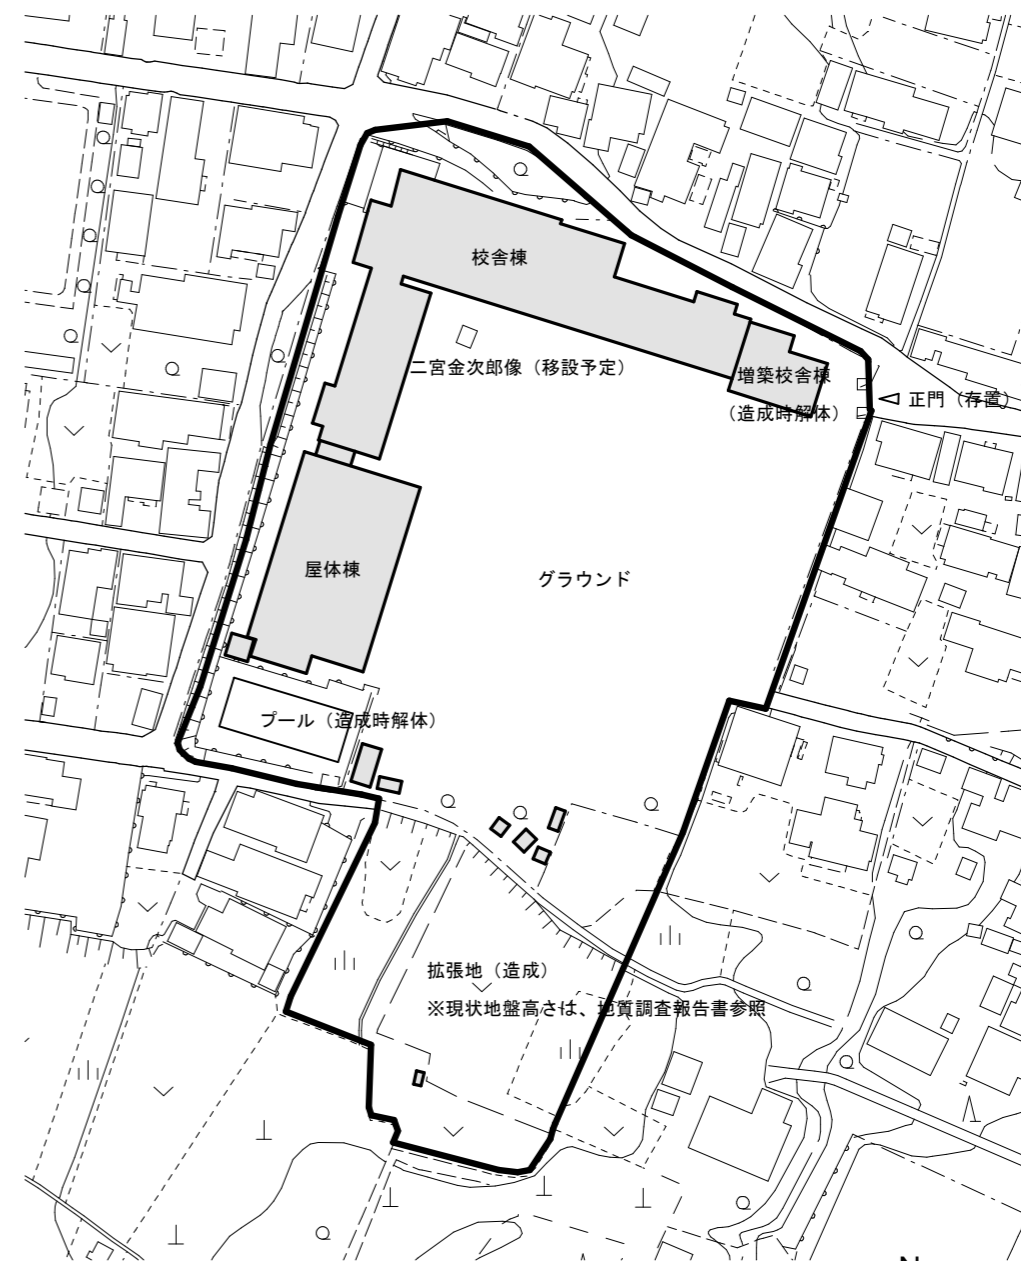 校舎棟
二宮金次郎像（移設予定）
増築校舎棟
（造成時解体）
正門（存置）
屋体棟
グラウンド
プール（造成時解体）
拡張地（造成）
※現状地盤高さは、地質調査報告書参照